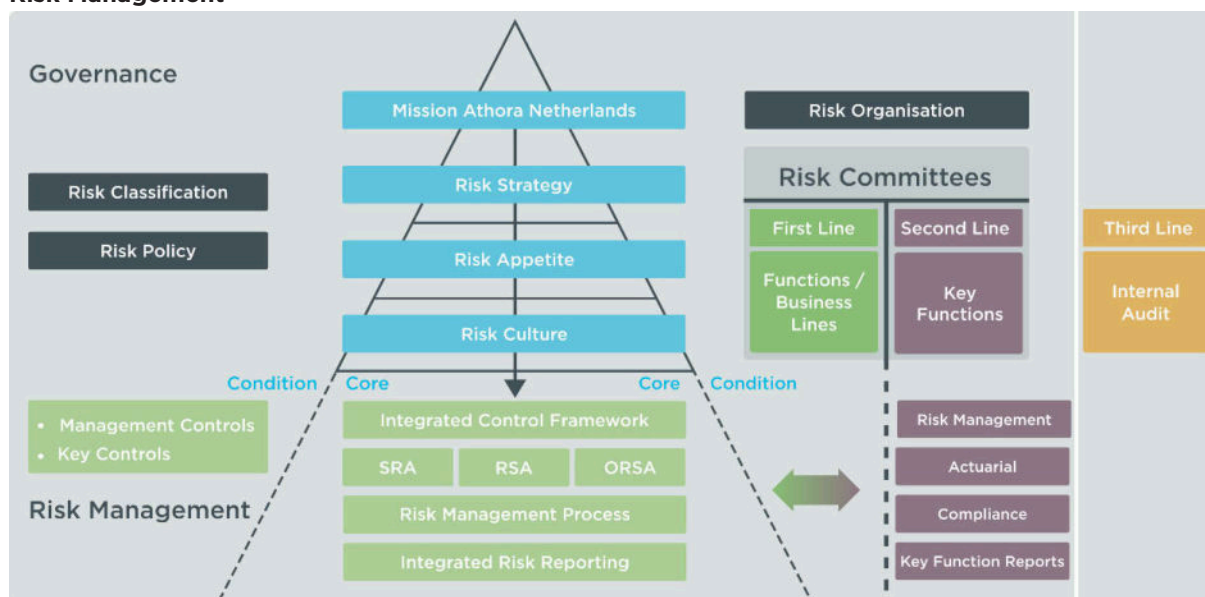 Risk Management
Governance
Mission Athora Netherlands
Risk Organisation
Risk Classification
Risk Strategy
Risk Committees
Risk Policy
First Line
Second Line
Third Line
Risk Appetite
Functions /
Business
Lines
Key
Functions
Internal
Audit
Risk Culture
Condition
Core
Core
Condition
• Management Controls
• Key Controls
Integrated Control Framework
Risk Management
SRA
RSA
ORSA
Actuarial
Risk Management
Risk Management Process
Compliance
Integrated Risk Reporting
Key Function Reports